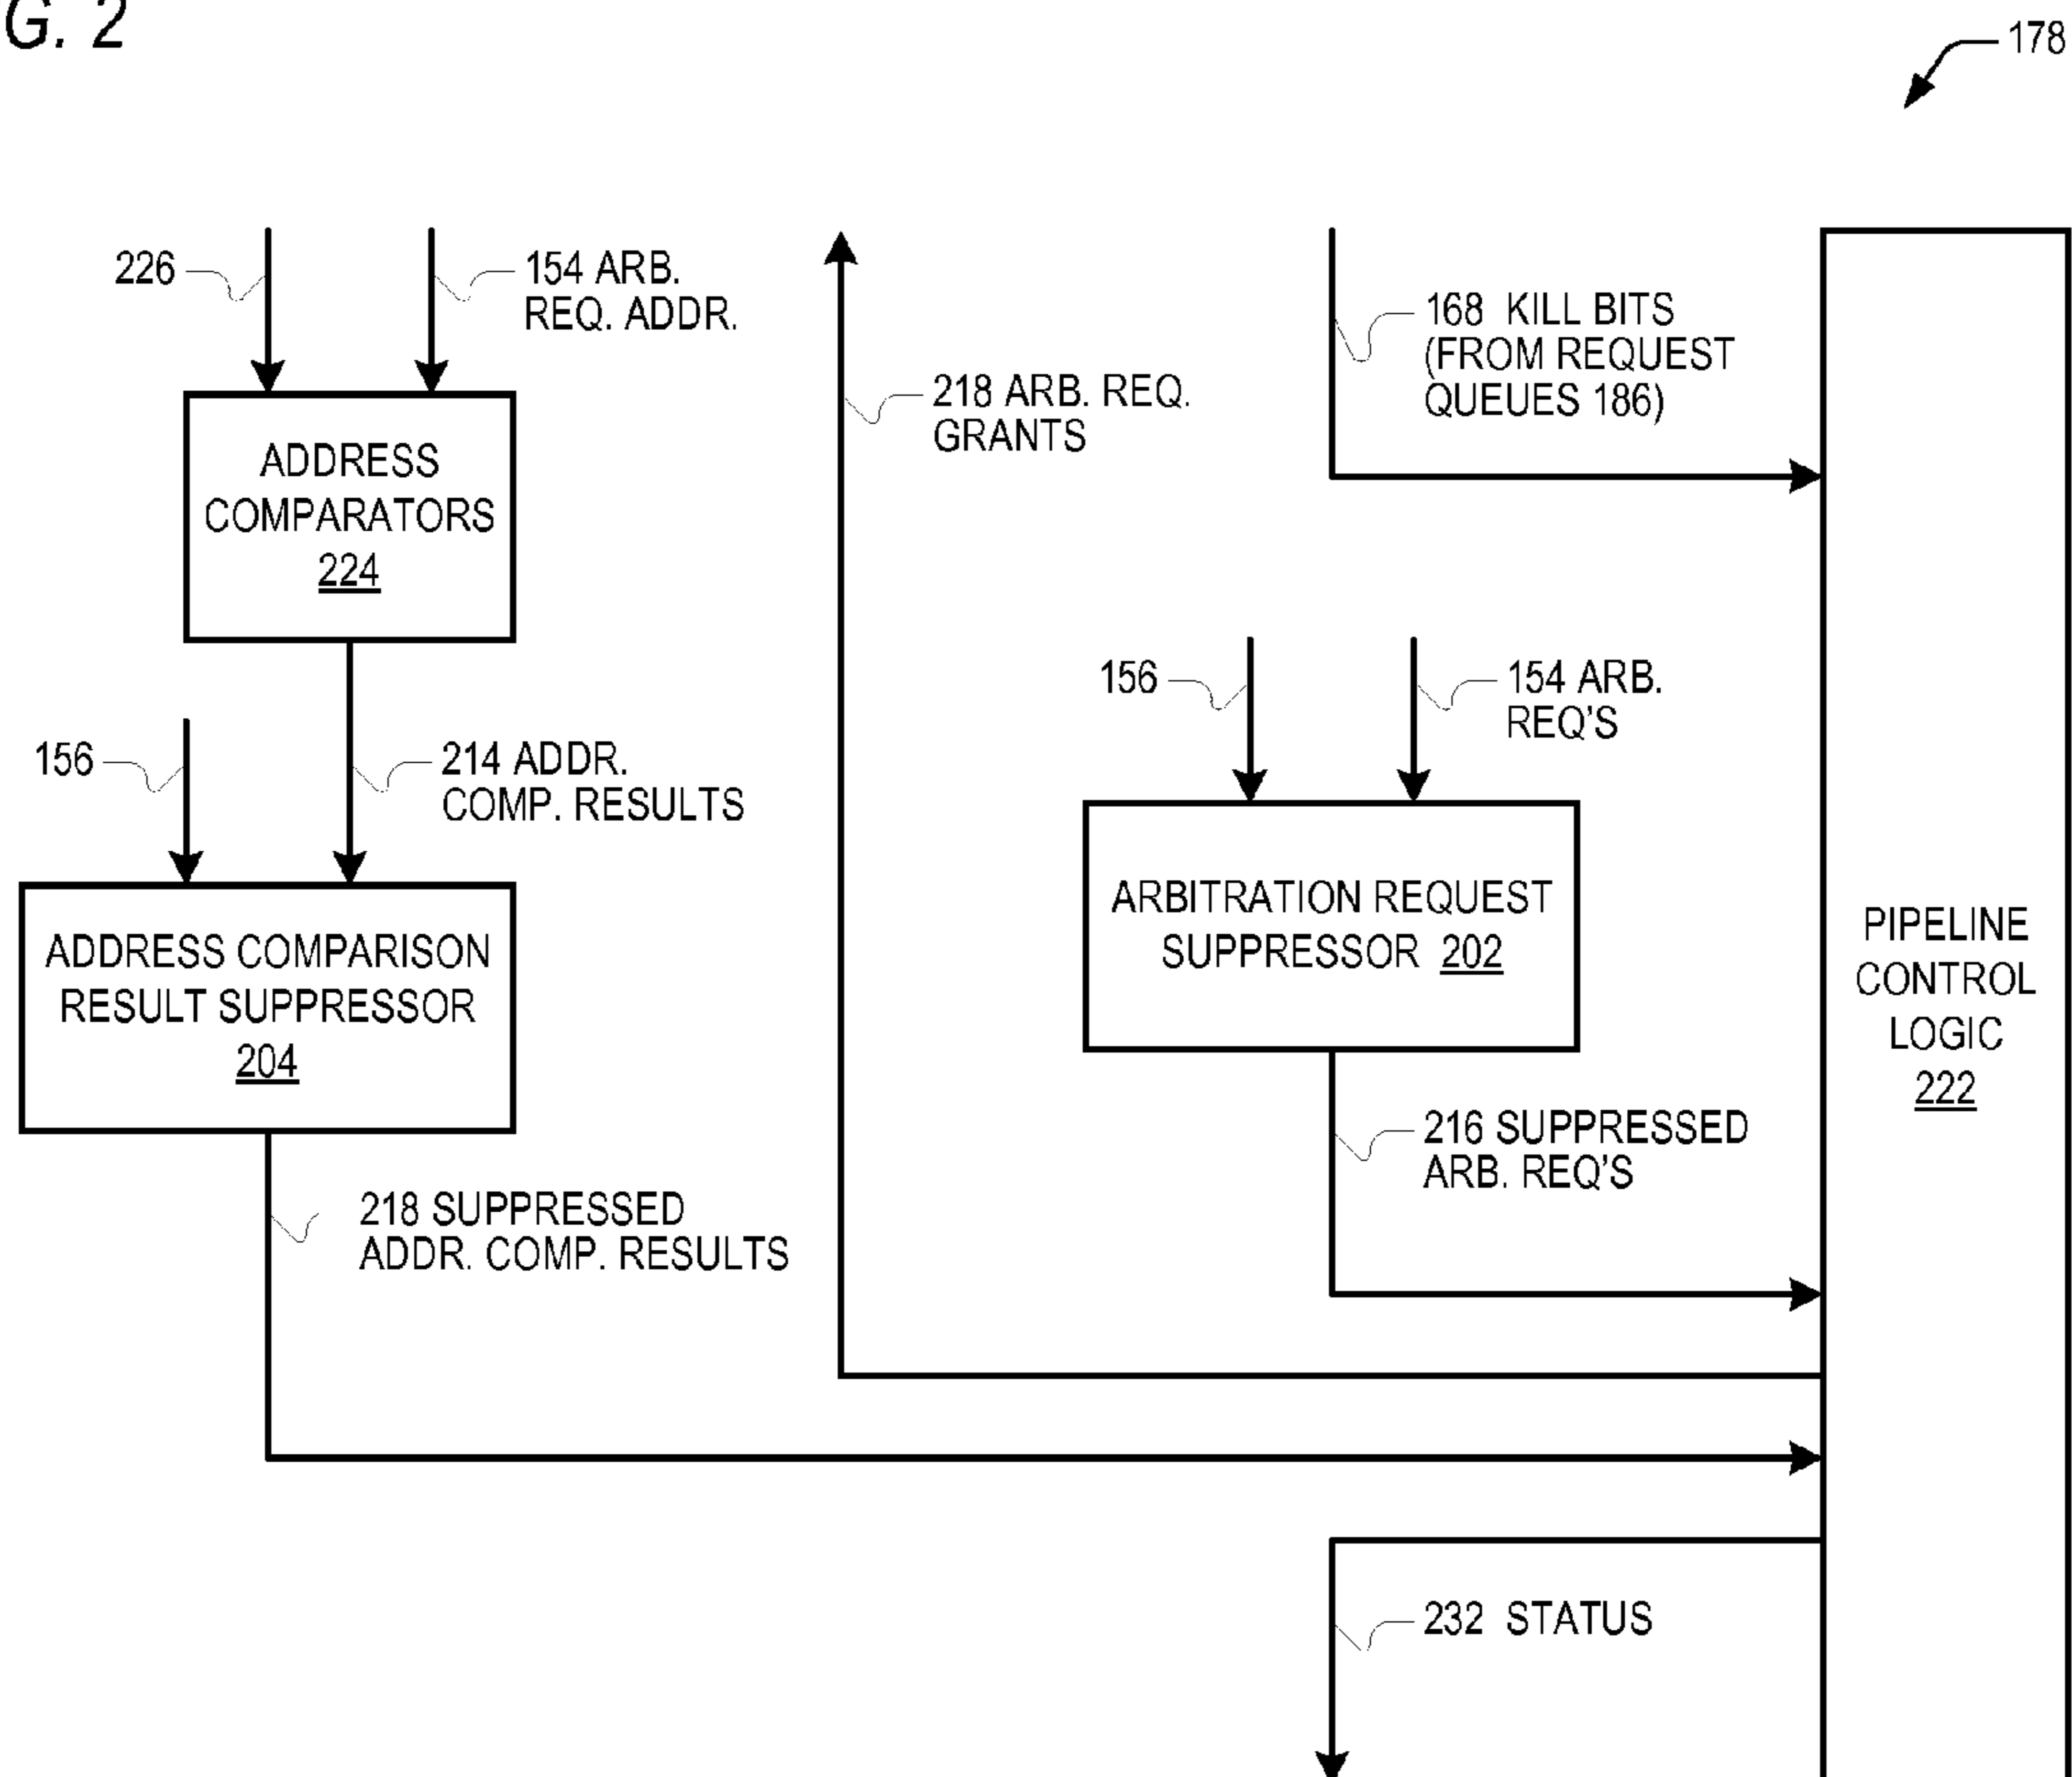 G. 2
178
226
154 ARB.
REQ. ADDR.
168 KILL BITS
(FROM REQUEST
QUEUES 186)
218 ARB. REQ.
GRANTS
ADDRESS
COMPARATORS
224
156
154 ARB.
REQ'S
156
214 ADDR.
COMP. RESULTS
ARBITRATION REQUEST
SUPPRESSOR 202
PIPELINE
CONTROL
LOGIC
222
ADDRESS COMPARISON
RESULT SUPPRESSOR
204
216 SUPPRESSED
ARB. REQ'S
218 SUPPRESSED
ADDR. COMP. RESULTS
232 STATUS